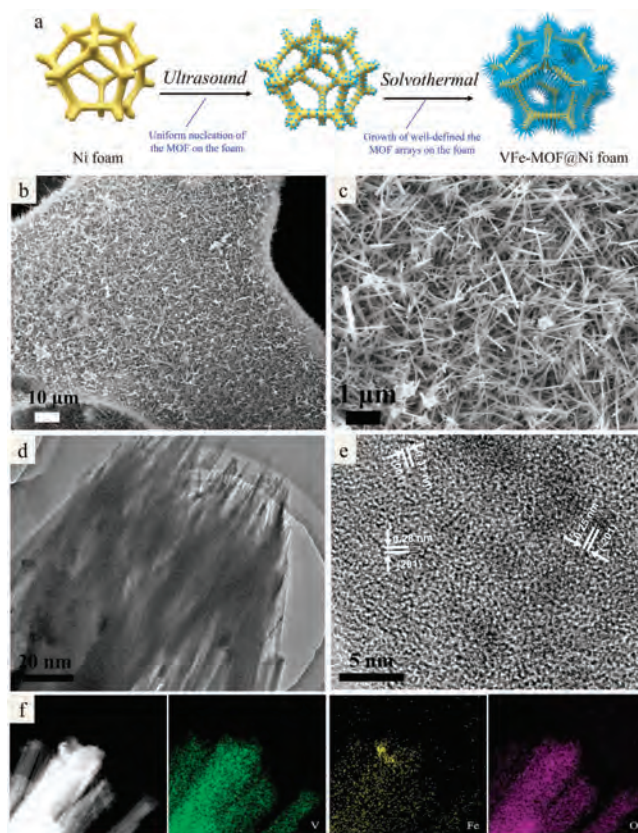 a
Ultrasound
Solvothermal
Uniform nucleation of
the MOF on the foam
Growth of well-defined the
MOF arrays on the foam
Ni foam
VFe-MOF@Ni foam
b
c
10 μm
1 μm
d
e
0.26 nm
(201)
(201)
20 nm
5 nm
f
V
Fe
O